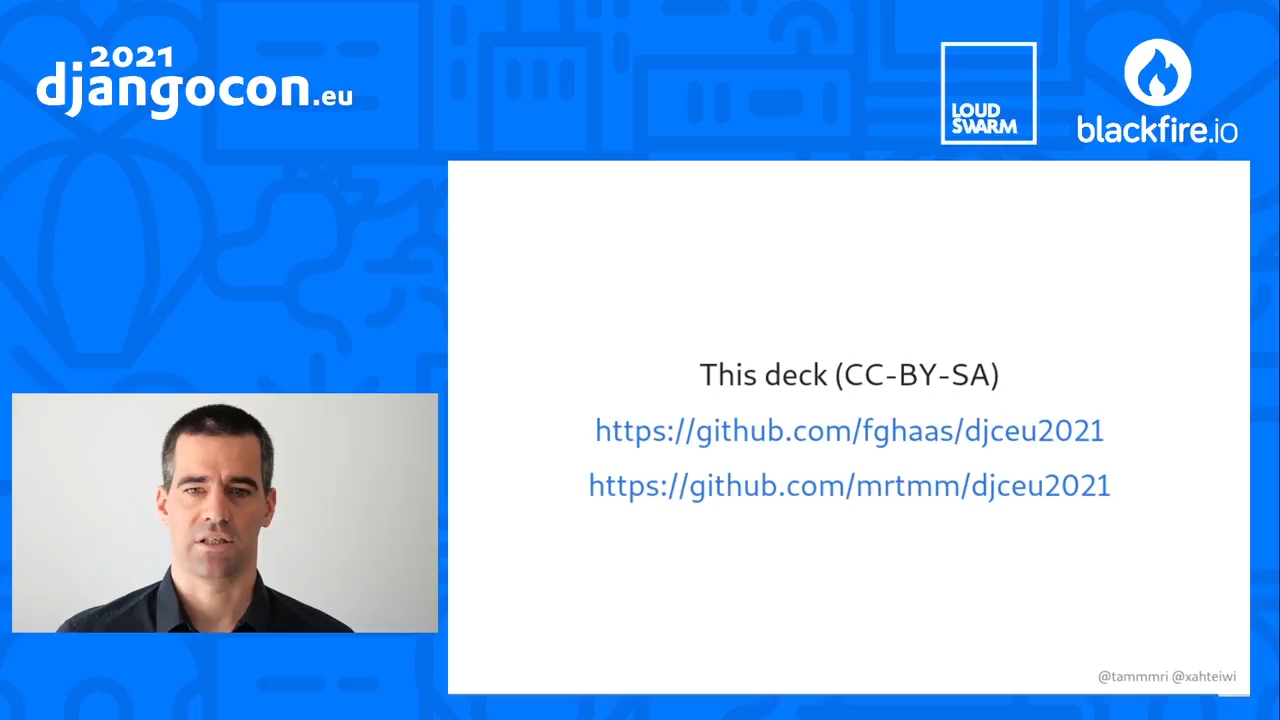 2021
djangocon.eu
LOUD
SWARM
blackfire.io
This deck (CC-BY-SA)
https://github.com/fghaas/djceu2021
https://github.com/mrtmm/djceu2021
@tammmri @xahteiwi